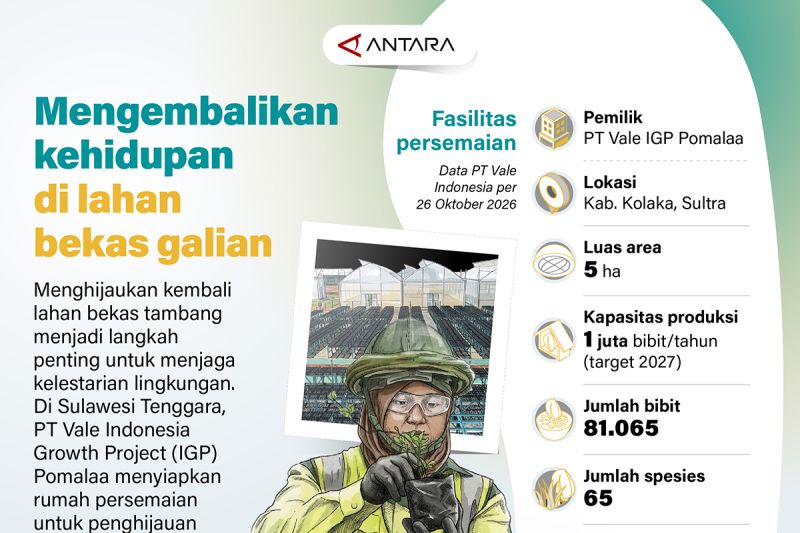 ANTARA
Mengembalikan
kehidupan
di lahan
bekas galian
Menghijaukan kembali
lahan bekas tambang
menjadi langkah
penting untuk menjaga
kelestarian lingkungan.
Di Sulawesi Tenggara,
PT Vale Indonesia
Growth Project (IGP)
Pomalaa menyiapkan
rumah persemaian
untuk penghijauan
Fasilitas
persemaian
Data PT Vale
Indonesia per
26 Oktober 2026
Pemilik
PT Vale IGP Pomalaa
Lokasi
Kab. Kolaka, Sultra
Luas area
5 ha
Kapasitas produksi
1 juta bibit/tahun
(target 2027)
Jumlah bibit
81.065
Jumlah spesies
65